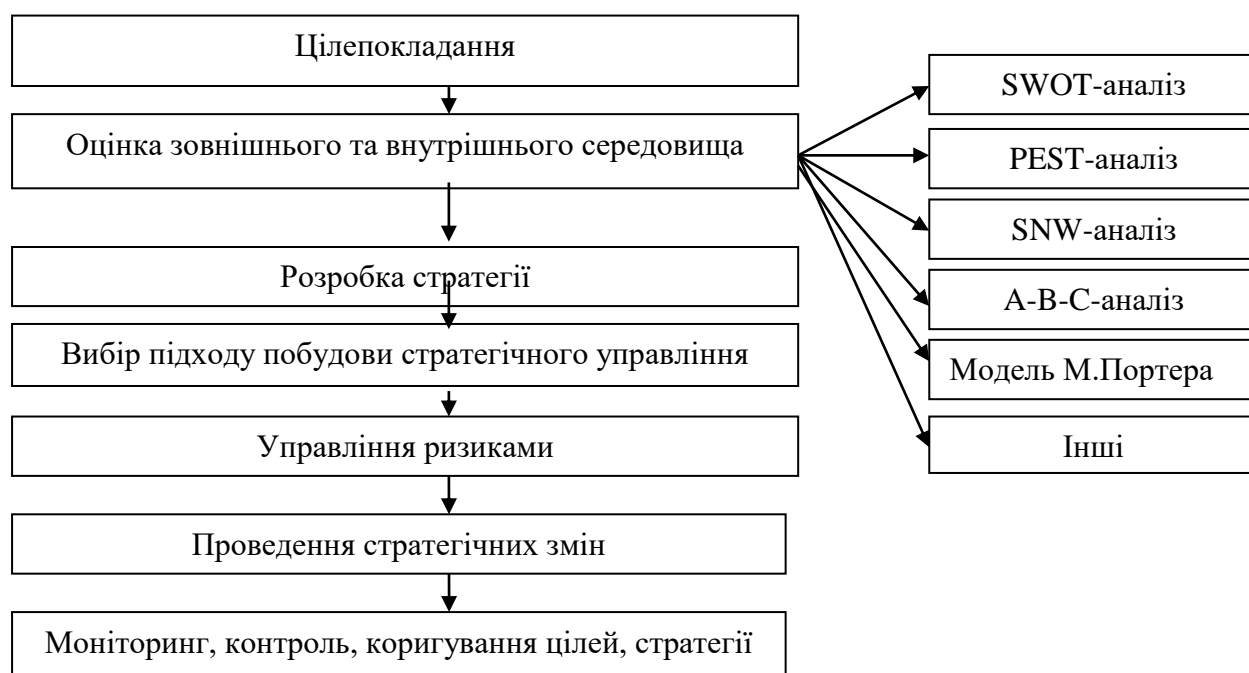 Цілепокладання
Оцінка зовнішнього та внутрішнього середовища
Розробка стратегії
Вибір підходу побудови стратегічного управління
Управління ризиками
Проведення стратегічних змін
Моніторинг, контроль, коригування цілей, стратегії
SWOT-аналіз
PEST-аналіз
SNW-аналіз
А-В-С-аналіз
Модель М.Портера
Інші